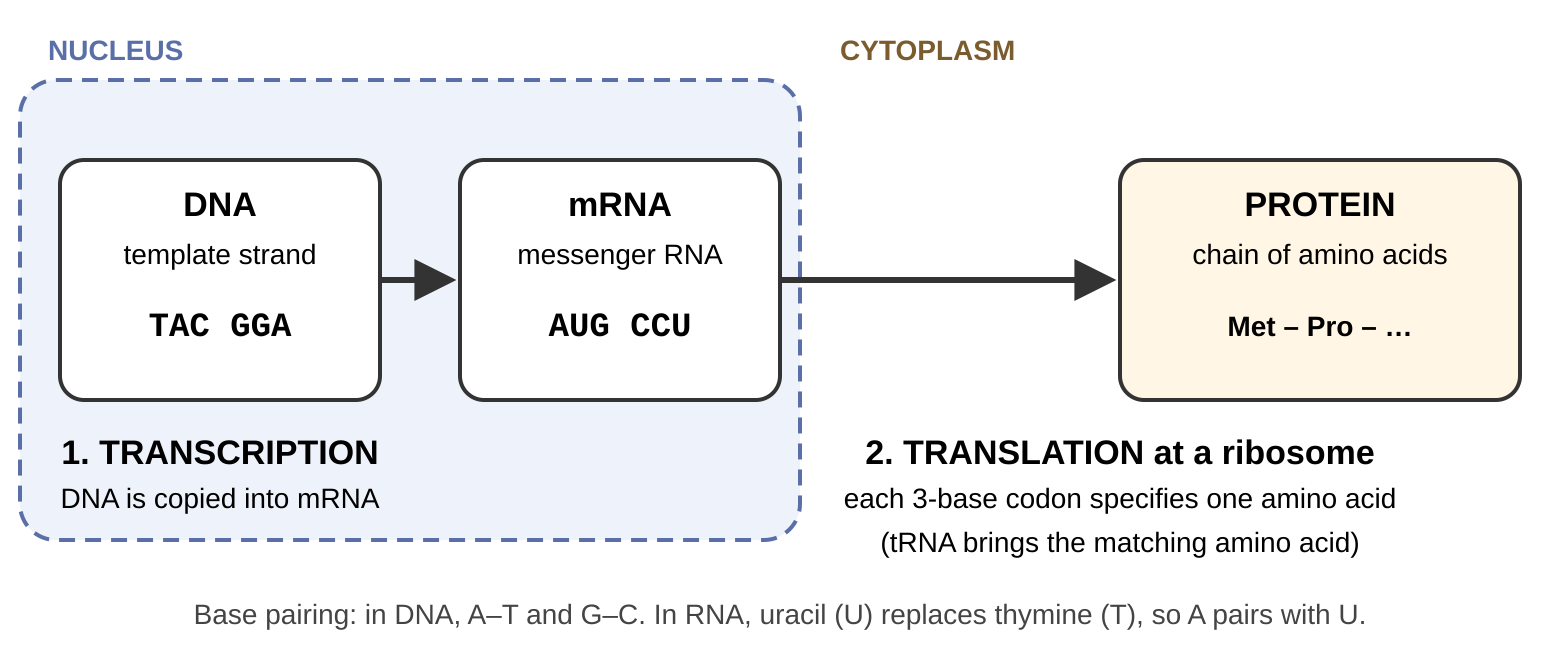 NUCLEUS
CYTOPLASM
DNA
template strand
TAC GGA
mRNA
messenger RNA
AUG CCU
PROTEIN
chain of amino acids
Met – Pro – …
1. TRANSCRIPTION
DNA is copied into mRNA
2. TRANSLATION at a ribosome
each 3-base codon specifies one amino acid
(tRNA brings the matching amino acid)
Base pairing: in DNA, A–T and G–C. In RNA, uracil (U) replaces thymine (T), so A pairs with U.